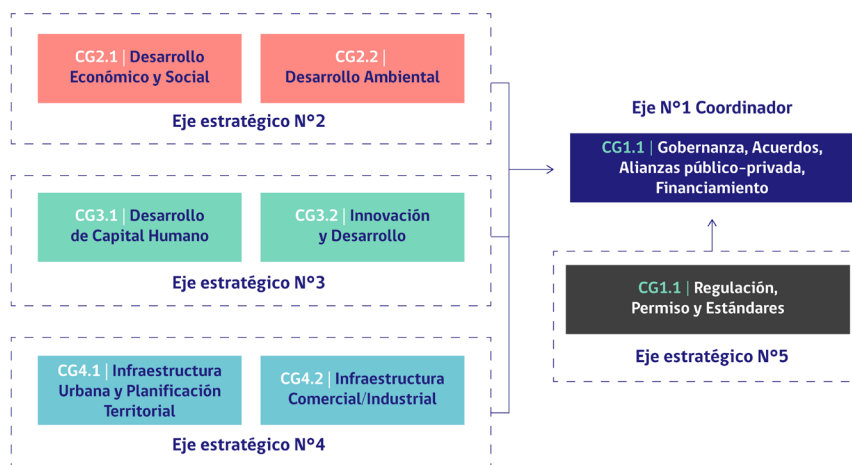 CG2.1 | Desarrollo
Económico y Social
CG2.2 |
Desarrollo Ambiental
Eje estratégico N°2
CG3.1 | Desarrollo
de Capital Humano
CG3.2 | Innovación
y Desarrollo
Eje estratégico N°3
CG4.1 | Infraestructura
Urbana y Planificación
Territorial
CG4.2 | Infraestructura
Comercial/Industrial
Eje estratégico N°4
Eje N°1 Coordinador
CG1.1 | Gobernanza, Acuerdos,
Alianzas público-privada,
Financiamiento
CG1.1 | Regulación,
Permiso y Estándares
Eje estratégico N°5